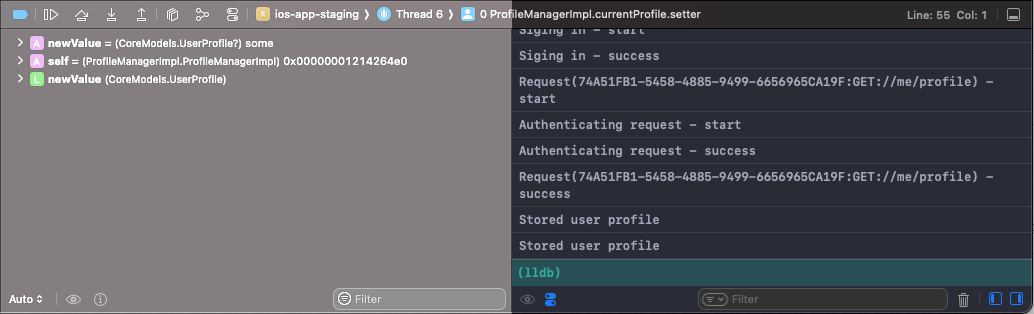 ios-app-staging ⟩ Thread 6 ⟩ 0 ProfileManagerImpl.currentProfile.setter
Line: 55 Col: 1
A newValue = (CoreModels.UserProfile?) some
A self = (ProfileManagerImpl.ProfileManagerImpl) 0x00000001214264e0
L newValue (CoreModels.UserProfile)
Auto
Filter
Siging in - start
Siging in - success
Request(74A51FB1-5458-4885-9499-6656965CA19F:GET://me/profile) -
start
Authenticating request - start
Authenticating request - success
Request(74A51FB1-5458-4885-9499-6656965CA19F:GET://me/profile) -
success
Stored user profile
Stored user profile
(lldb)
Filter